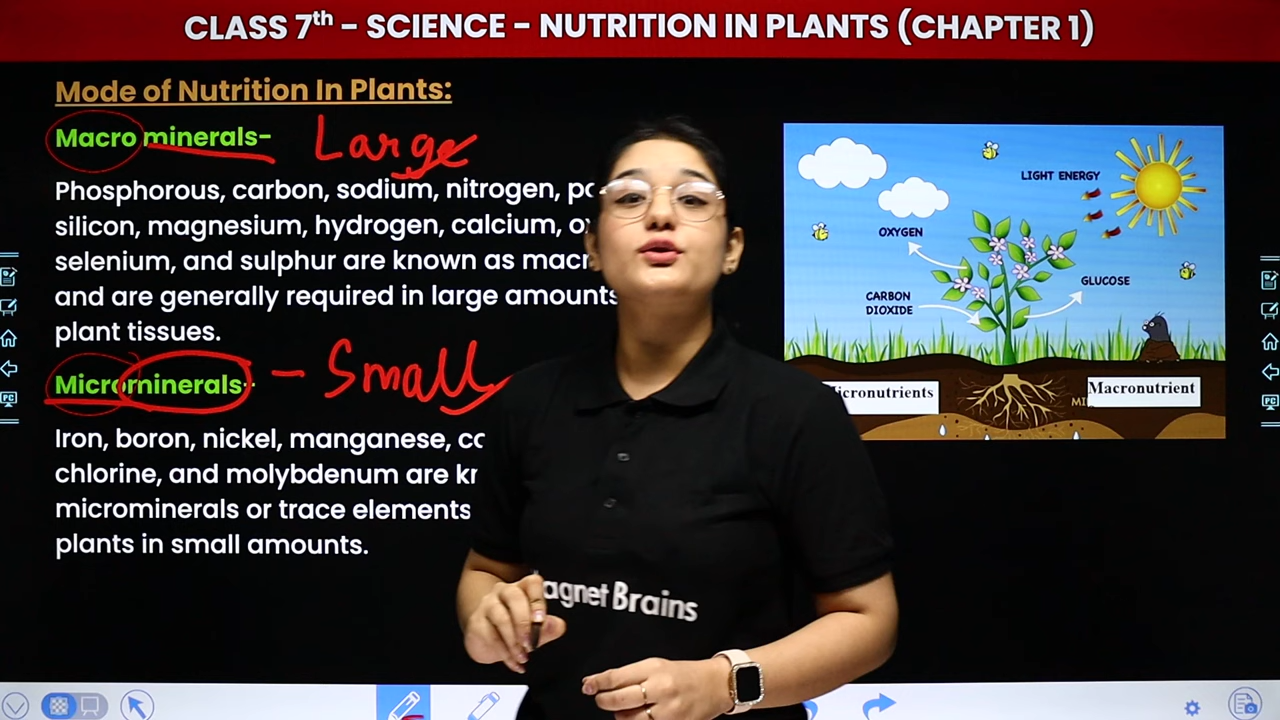 CLASS 7th – SCIENCE – NUTRITION IN PLANTS (CHAPTER 1)
Mode of Nutrition In Plants:
Macro minerals-
Large
Phosphorous, carbon, sodium, nitrogen,
silicon, magnesium, hydrogen, calcium,
selenium, and sulphur are known as
and are generally required in large amounts
plant tissues.
Microminerals-
- Small
Iron, boron, nickel, manganese,
chlorine, and molybdenum are
microminerals or trace elements
plants in small amounts.
LIGHT ENERGY
OXYGEN
GLUCOSE
CARBON
DIOXIDE
Macronutrient
Brains
PC
PC